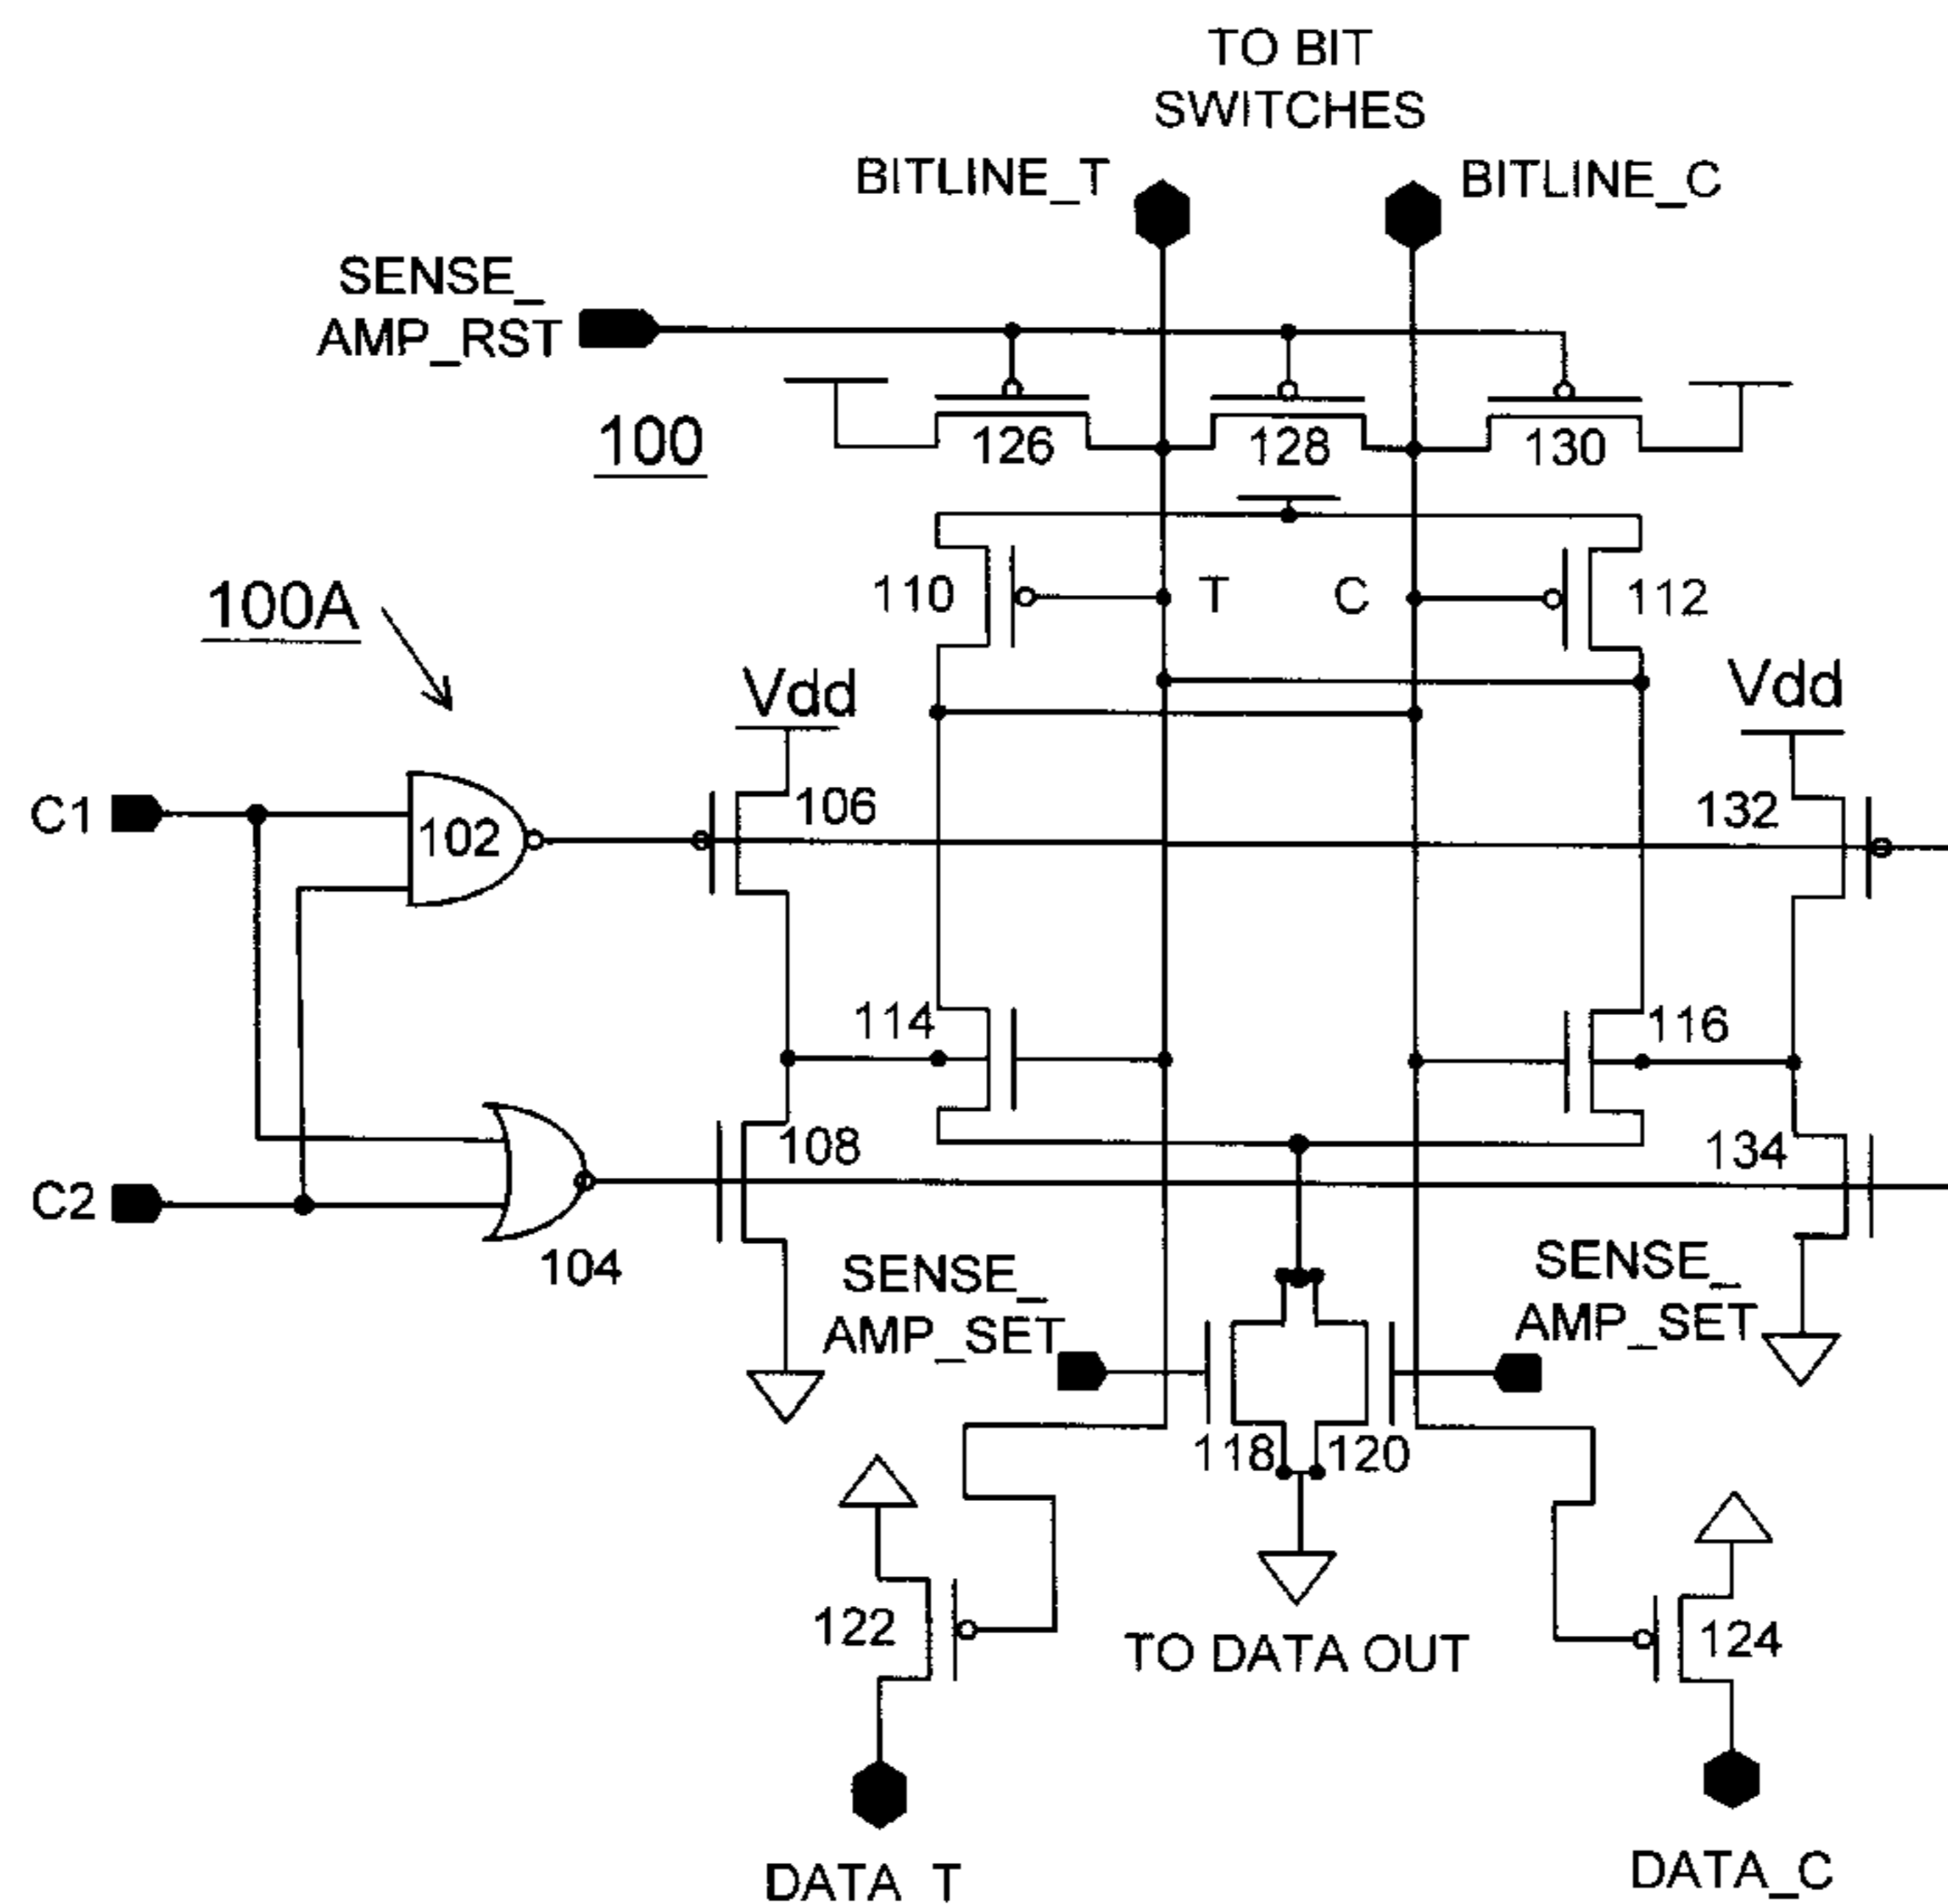 TO BIT
SWITCHES
BITLINE_T
BITLINE_C
SENSE_
AMP_RST
100
126
128
130
100A
110
T
C
112
Vdd
Vdd
C1
102
106
132
114
116
108
134
C2
104
SENSE_
AMP_SET
SENSE_
AMP_SET
118
120
122
TO DATA OUT
124
DATA_T
DATA_C